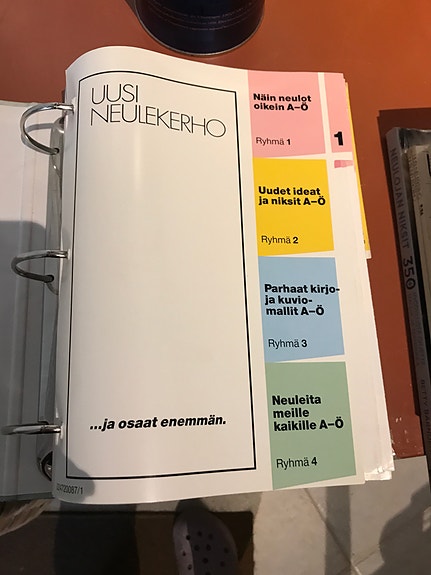 UUSI
NEULEKERHO
...ja osaat enemmän.
Näin neulot
oikein A–Ö
Ryhmä 1
1
Uudet ideat
ja niksit A–Ö
Ryhmä 2
Parhaat kirjo-
ja kuvio-
mallit A–Ö
Ryhmä 3
Neuleita
meille
kaikille A–Ö
Ryhmä 4
350